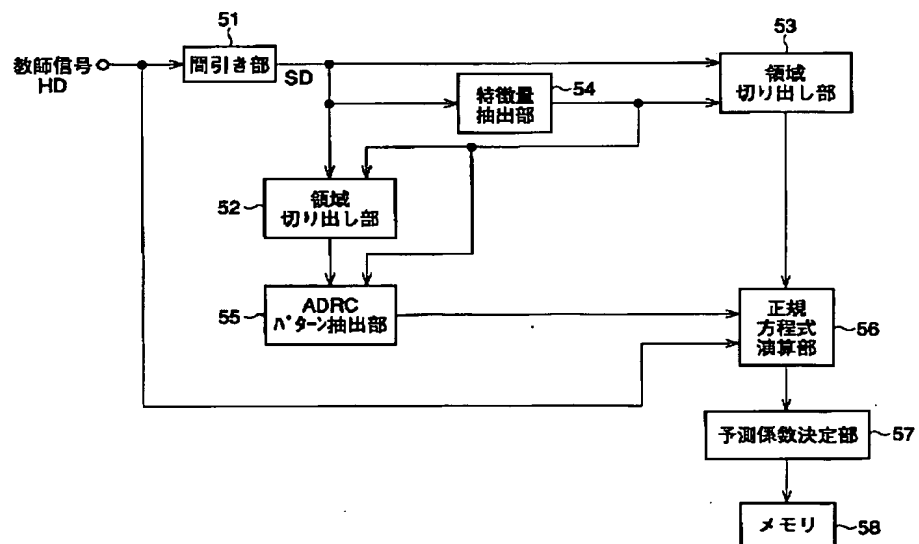 51
53
教師信号
HD
間引き部
SD
領域
切り出し部
特徴量
抽出部
54
52
領域
切り出し部
55
ADRC
パターン抽出部
正規
方程式
演算部
56
予測係数決定部
57
メモリ
58